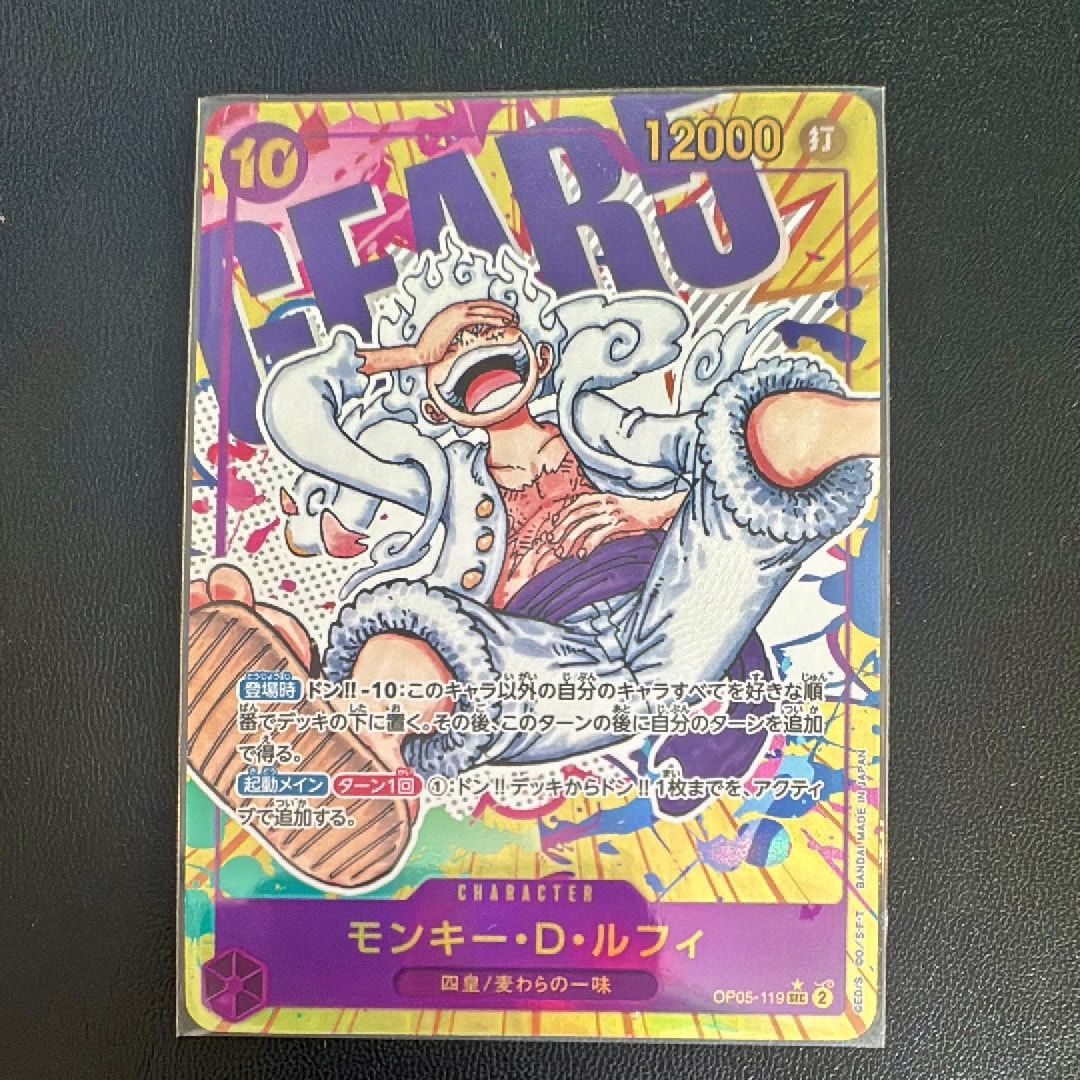 10
12000 打
GEAR5
登場時 ドン!!-10:このキャラ以外の自分のキャラすべてを好きな順
番でデッキの下に置く。その後、このターンの後に自分のターンを追加
で得る。
起動メイン ターン1回 ①:ドン!!デッキからドン!!1枚までを、アクティ
ブで追加する。
CHARACTER
モンキー・D・ルフィ
四皇/麦わらの一味
OP05-119 SEC 2
©E.O/S. ©O/S・F・T BANDAI MADE IN JAPAN